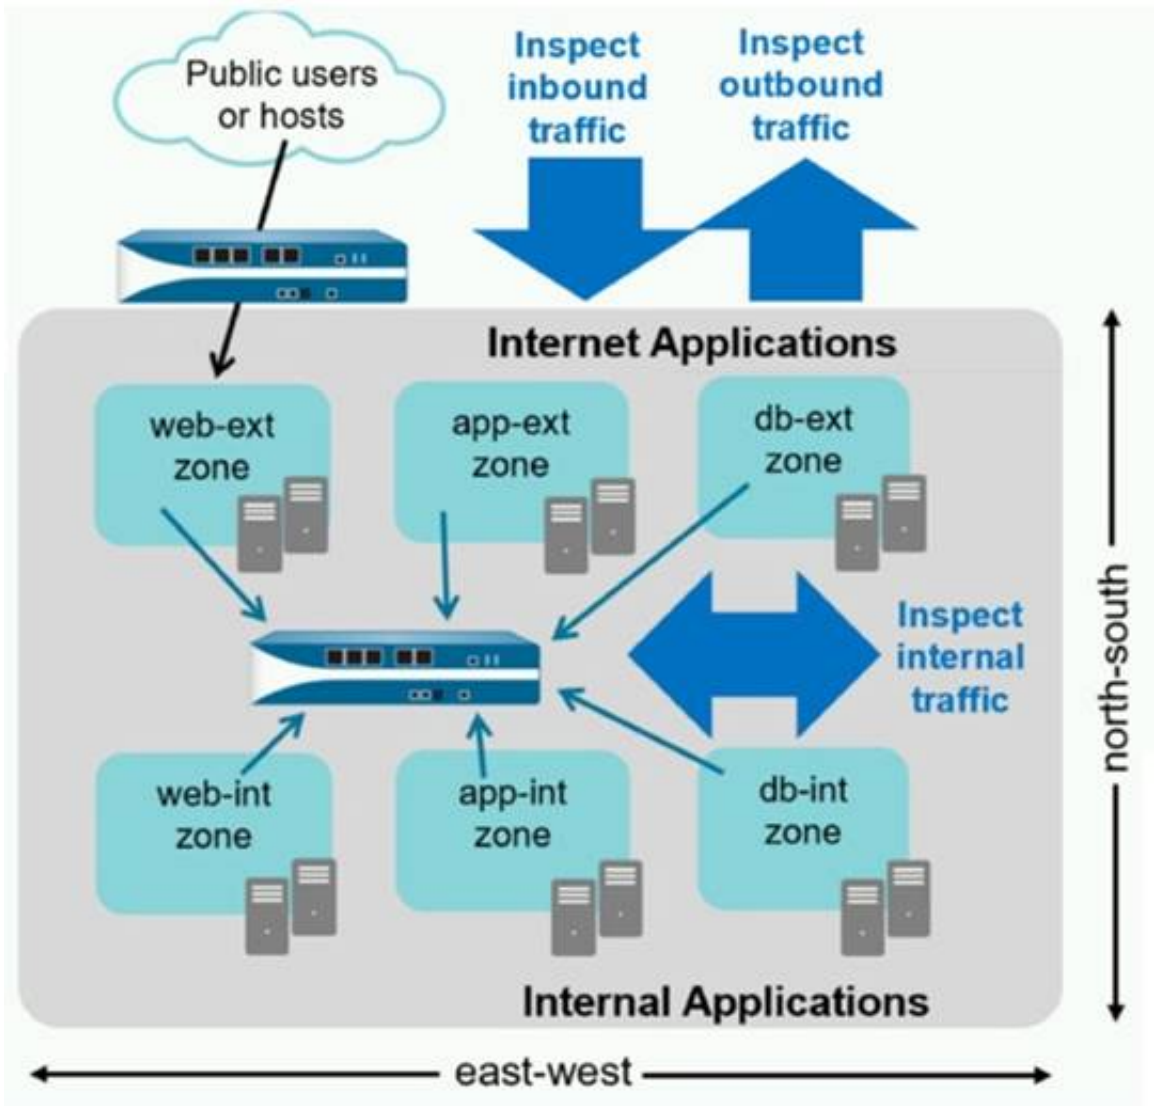 Public users
or hosts
Inspect
inbound
traffic
Inspect
outbound
traffic
Internet Applications
web-ext
zone
app-ext
zone
db-ext
zone
Inspect
internal
traffic
north-south
web-int
zone
app-int
zone
db-int
zone
Internal Applications
east-west